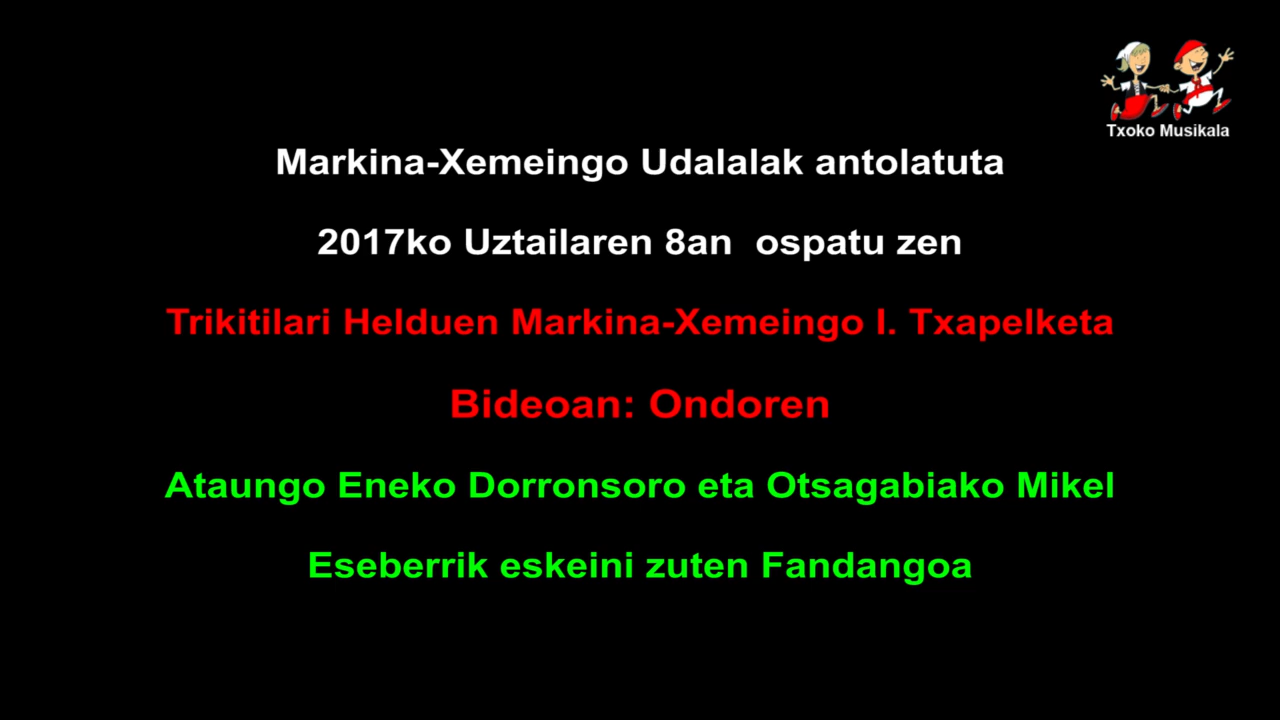 Txoko Musikala
Markina-Xemeingo Udalalak antolatuta
2017ko Uztailaren 8an  ospatu zen
Trikitilari Helduen Markina-Xemeingo I. Txapelketa
Bideoan: Ondoren
Ataungo Eneko Dorronsoro eta Otsagabiako Mikel
Eseberrik eskeini zuten Fandangoa